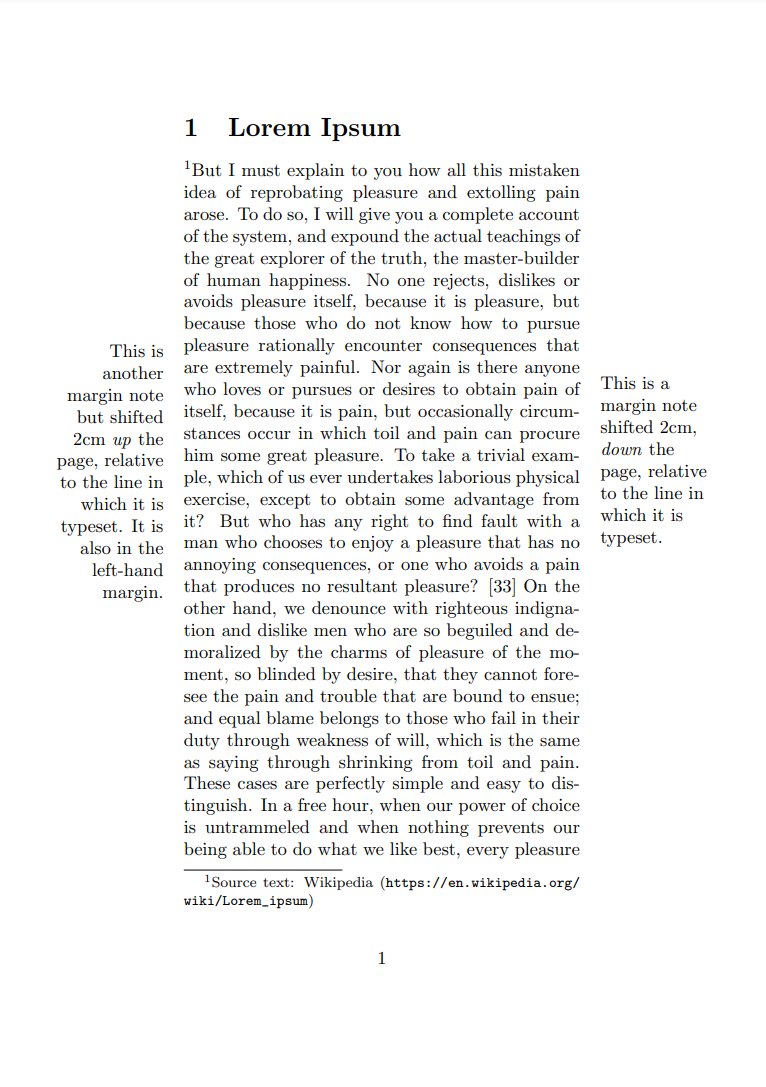 1 Lorem Ipsum
¹But I must explain to you how all this mistaken
idea of reprobating pleasure and extolling pain
arose. To do so, I will give you a complete account
of the system, and expound the actual teachings of
the great explorer of the truth, the master-builder
of human happiness. No one rejects, dislikes or
avoids pleasure itself, because it is pleasure, but
because those who do not know how to pursue
pleasure rationally encounter consequences that
are extremely painful. Nor again is there anyone
who loves or pursues or desires to obtain pain of
itself, because it is pain, but occasionally circum-
stances occur in which toil and pain can procure
him some great pleasure. To take a trivial exam-
ple, which of us ever undertakes laborious physical
exercise, except to obtain some advantage from
it? But who has any right to find fault with a
man who chooses to enjoy a pleasure that has no
annoying consequences, or one who avoids a pain
that produces no resultant pleasure? [33] On the
other hand, we denounce with righteous indigna-
tion and dislike men who are so beguiled and de-
moralized by the charms of pleasure of the mo-
ment, so blinded by desire, that they cannot fore-
see the pain and trouble that are bound to ensue;
and equal blame belongs to those who fail in their
duty through weakness of will, which is the same
as saying through shrinking from toil and pain.
These cases are perfectly simple and easy to dis-
tinguish. In a free hour, when our power of choice
is untrammeled and when nothing prevents our
being able to do what we like best, every pleasure
This is
another
margin note
but shifted
2cm up the
page, relative
to the line in
which it is
typeset. It is
also in the
left-hand
margin.
This is a
margin note
shifted 2cm,
down the
page, relative
to the line in
which it is
typeset.
¹Source text: Wikipedia (https://en.wikipedia.org/
wiki/Lorem_ipsum)
1